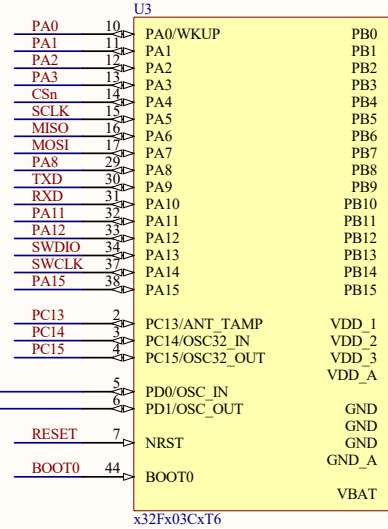 U3
PA0 10 PA0/WKUP PB0
PA1 11 PA1 PB1
PA2 12 PA2 PB2
PA3 13 PA3 PB3
CSn 14 PA4 PB4
SCLK 15 PA5 PB5
MISO 16 PA6 PB6
MOSI 17 PA7 PB7
PA8 29 PA8 PB8
TXD 30 PA9 PB9
RXD 31 PA10 PB10
PA11 32 PA11 PB11
PA12 33 PA12 PB12
SWDIO 34 PA13 PB13
SWCLK 37 PA14 PB14
PA15 38 PA15 PB15
PC13 2 PC13/ANT_TAMP VDD_1
PC14 3 PC14/OSC32_IN VDD_2
PC15 4 PC15/OSC32_OUT VDD_3
VDD_A
5 PD0/OSC_IN
6 PD1/OSC_OUT GND
GND
RESET 7 NRST GND
GND_A
BOOT0 44 BOOT0
VBAT
x32Fx03CxT6